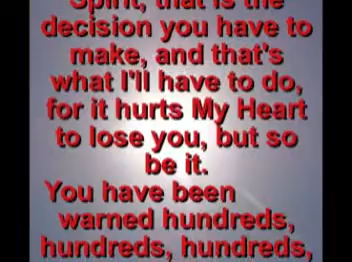 Spirit, that is the
decision you have to
make, and that's
what I'll have to do,
for it hurts My Heart
to lose you, but so
be it.
You have been
warned hundreds,
hundreds, hundreds,